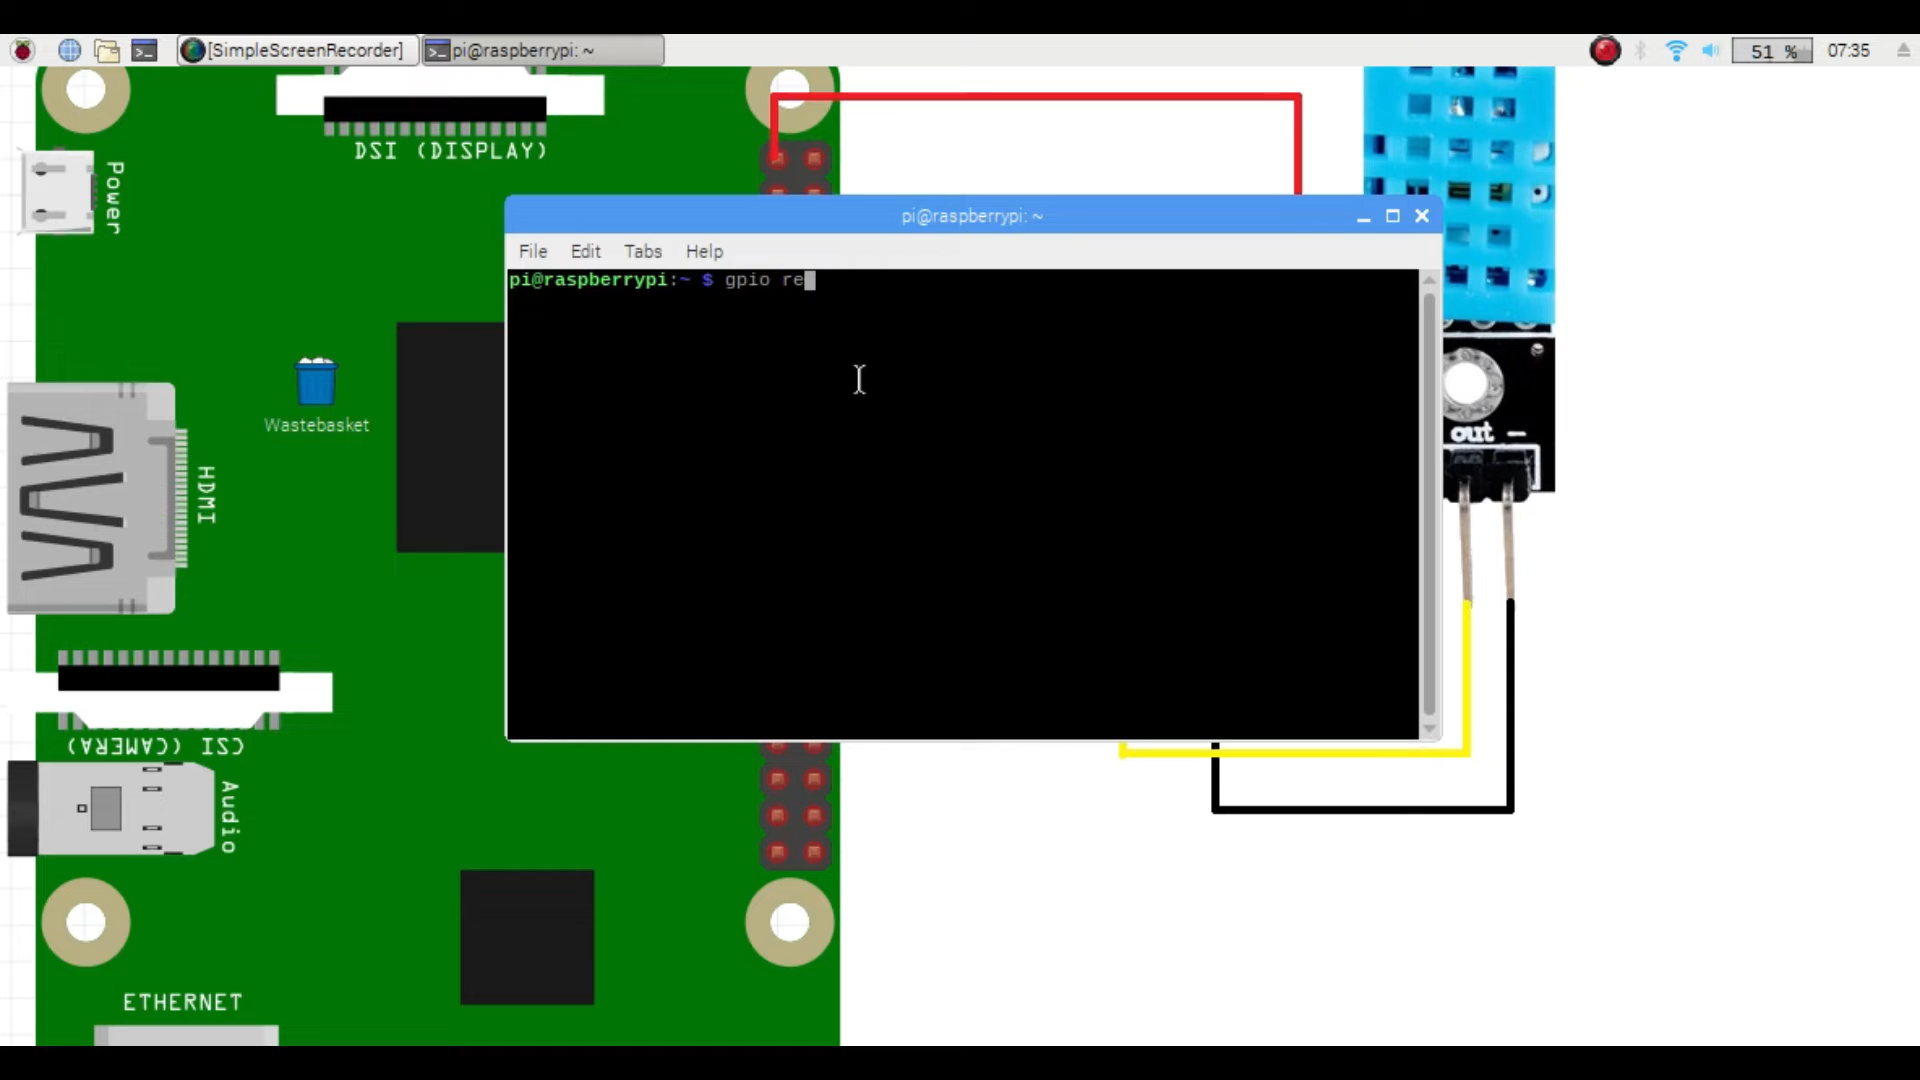 [SimpleScreenRecorder]
pi@raspberrypi: ~
51 %
07:35
DSI (DISPLAY)
Power
pi@raspberrypi: ~
File Edit Tabs Help
pi@raspberrypi:~ $ gpio re
Wastebasket
out -
HDMI
CSI (CAMERA)
Audio
ETHERNET